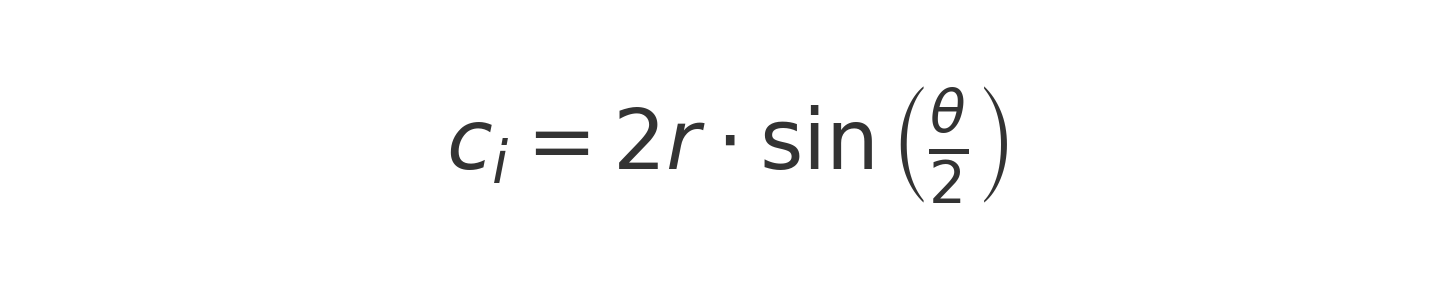 c_i = 2r · sin(θ/2)